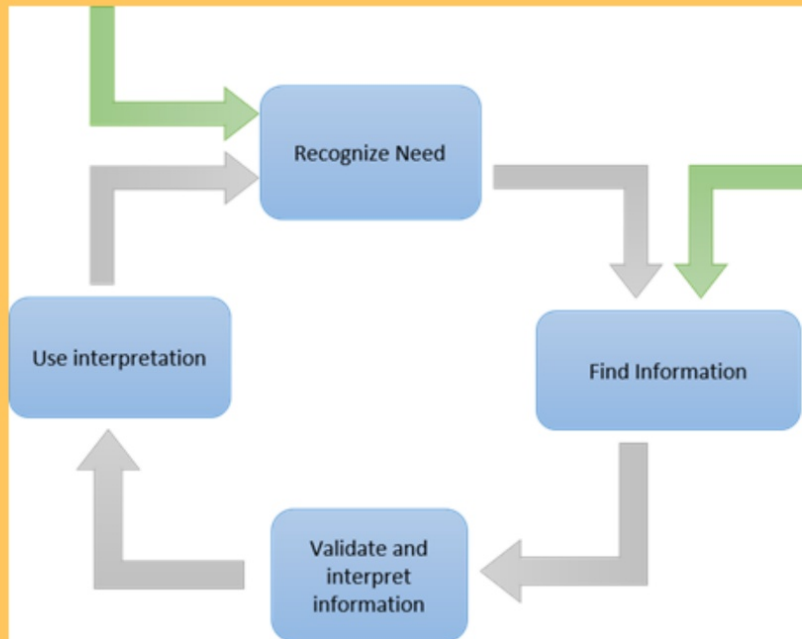 Recognize Need
Use interpretation
Find Information
Validate and
interpret
information